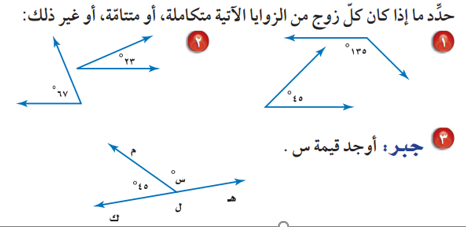 حدِّد ما إذا كان كلّ زوج من الزوايا الآتية متكاملة، أو متتامّة، أو غير ذلك:
١
°١٣٥
°٤٥
٢
°٢٣
°٦٧
٣ جبر: أوجد قيمة س .
م
س°
°٤٥
هـ
ل
ك